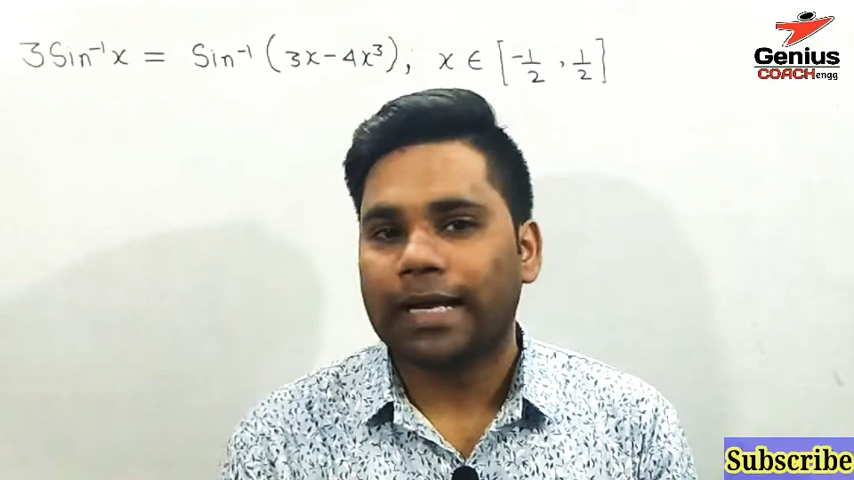 3Sin⁻¹x = Sin⁻¹(3x-4x³), x ∈ [-1/2, 1/2]
Genius
COACHengg
Subscribe